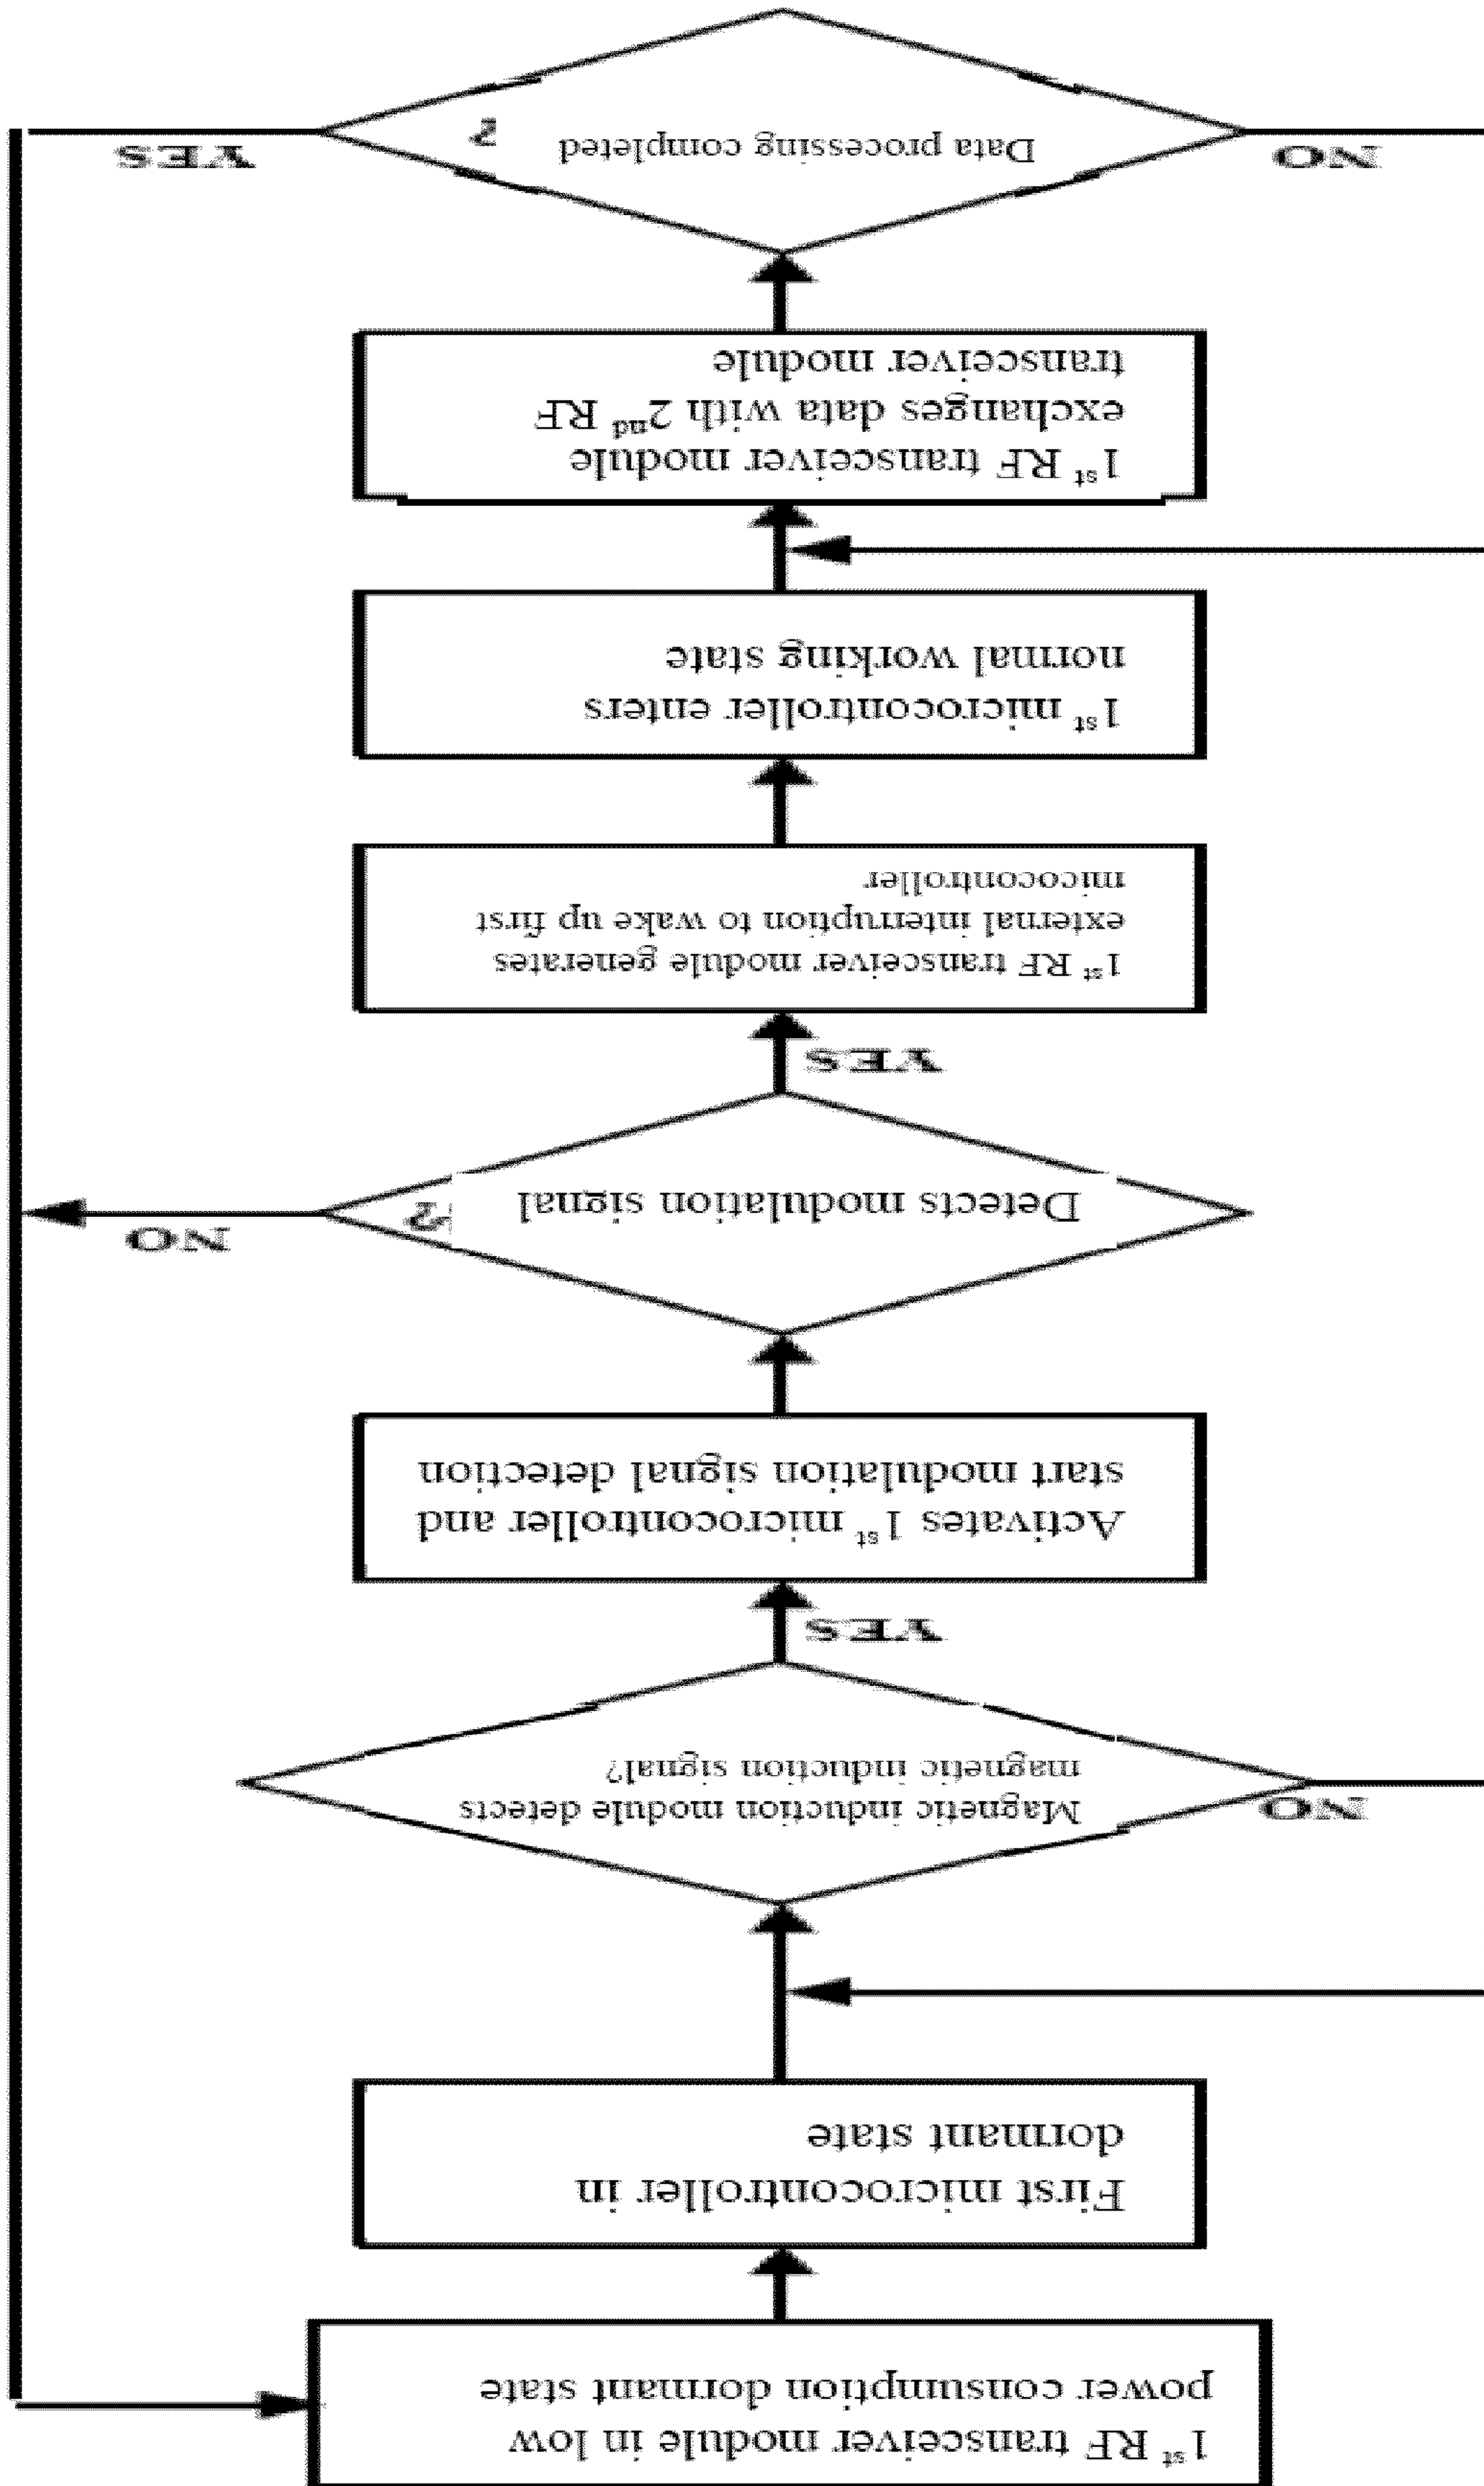 1st RF transceiver module in low
power consumption dormant state
First microcontroller in
dormant state
Magnetic induction module detects
magnetic induction signal?
NO
YES
Activates 1st microcontroller and
start modulation signal detection
Detects modulation signal
?
NO
YES
1st RF transceiver module generates
external interruption to wake up first
micocontroller
1st microcontroller enters
normal working state
1st RF transceiver module
exchanges data with 2nd RF
transceiver module
Data processing completed
?
NO
YES